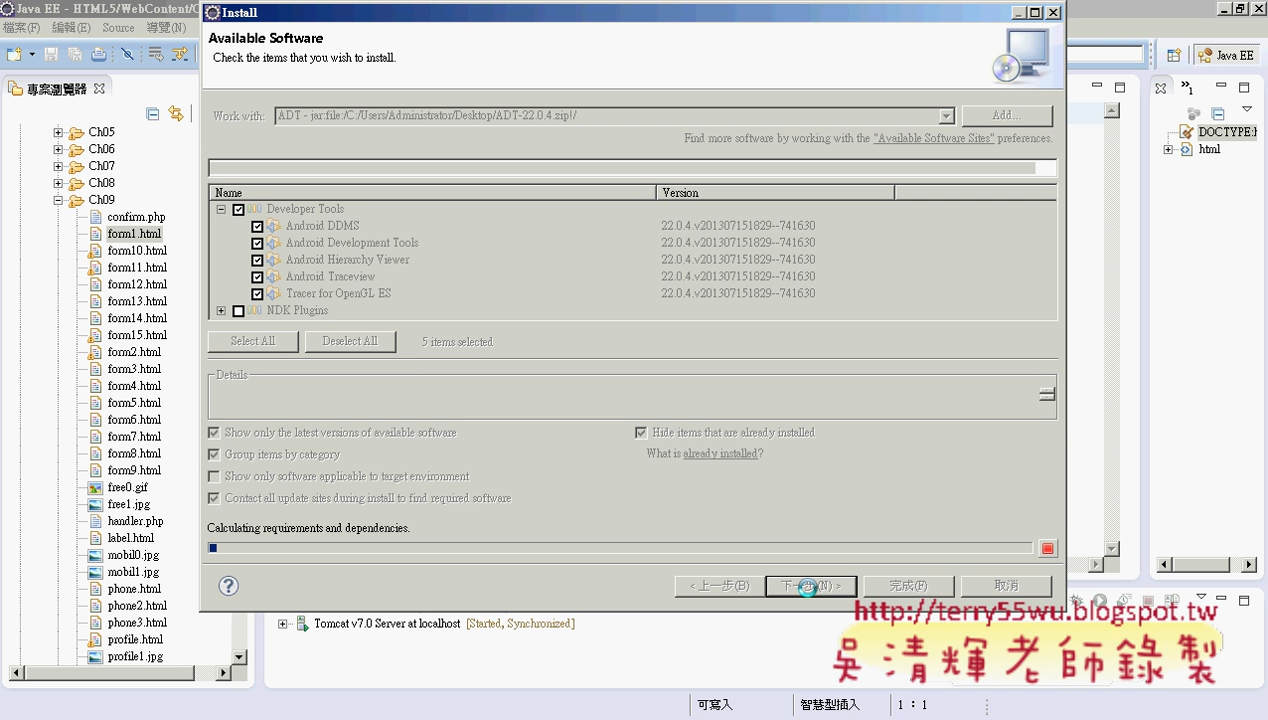 Java EE - HTML5/WebContent/C
檔案(F) 編輯(E) Source 導覽(N)
Java EE
專案瀏覽器
Ch05
Ch06
Ch07
Ch08
Ch09
confirm.php
form1.html
form10.html
form11.html
form12.html
form13.html
form14.html
form15.html
form2.html
form3.html
form4.html
form5.html
form6.html
form7.html
form8.html
form9.html
free0.gif
free1.jpg
handler.php
label.html
mobil0.jpg
mobil1.jpg
phone.html
phone2.html
phone3.html
profile.html
profile1.jpg
Install
Available Software
Check the items that you wish to install.
Work with: ADT - jar:file:/C:/Users/Administrator/Desktop/ADT-22.0.4.zip!/ Add...
Find more software by working with the "Available Software Sites" preferences.
Name Version
Developer Tools
Android DDMS 22.0.4.v201307151829--741630
Android Development Tools 22.0.4.v201307151829--741630
Android Hierarchy Viewer 22.0.4.v201307151829--741630
Android Traceview 22.0.4.v201307151829--741630
Tracer for OpenGL ES 22.0.4.v201307151829--741630
NDK Plugins
Select All Deselect All 5 items selected
Details
Show only the latest versions of available software Hide items that are already installed
Group items by category What is already installed?
Show only software applicable to target environment
Contact all update sites during install to find required software
Calculating requirements and dependencies.
< 上一步(B) 下一步(N) > 完成(F) 取消
DOCTYPE:h
html
Tomcat v7.0 Server at localhost [Started, Synchronized]
http://terry55wu.blogspot.tw
吳清輝老師錄製
可寫入 智慧型插入 1 : 1